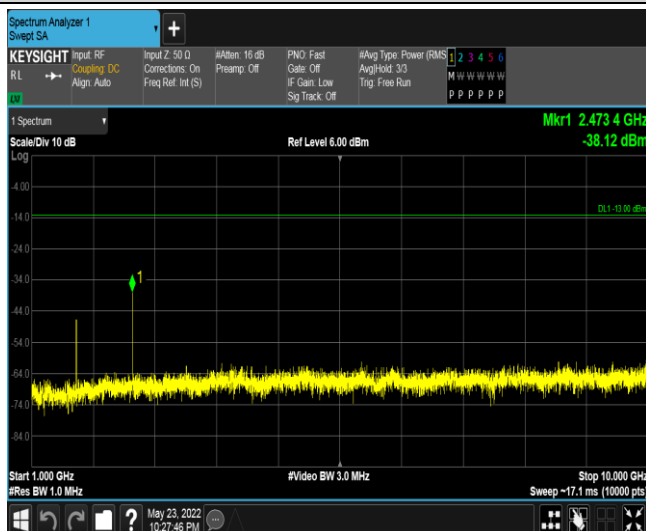 Spectrum Analyzer 1
Swept SA
KEYSIGHT Input: RF Input Z: 50 Ω #Atten: 16 dB PNO: Fast #Avg Type: Power (RMS 1 2 3 4 5 6
RL Coupling: DC Corrections: On Preamp: Off Gate: Off Avg|Hold: 3/3 M W W W W W
Align: Auto Freq Ref: Int (S) IF Gain: Low Trig: Free Run
Sig Track: Off P P P P P P
1 Spectrum Mkr1 2.473 4 GHz
Scale/Div 10 dB Ref Level 6.00 dBm -38.12 dBm
Log
-4.00
DL1 -13.00 dBm
-14.0
-24.0
1
-34.0
-44.0
-54.0
-64.0
-74.0
-84.0
Start 1.000 GHz #Video BW 3.0 MHz Stop 10.000 GHz
#Res BW 1.0 MHz Sweep ~17.1 ms (10000 pts)
? May 23, 2022
10:27:46 PM